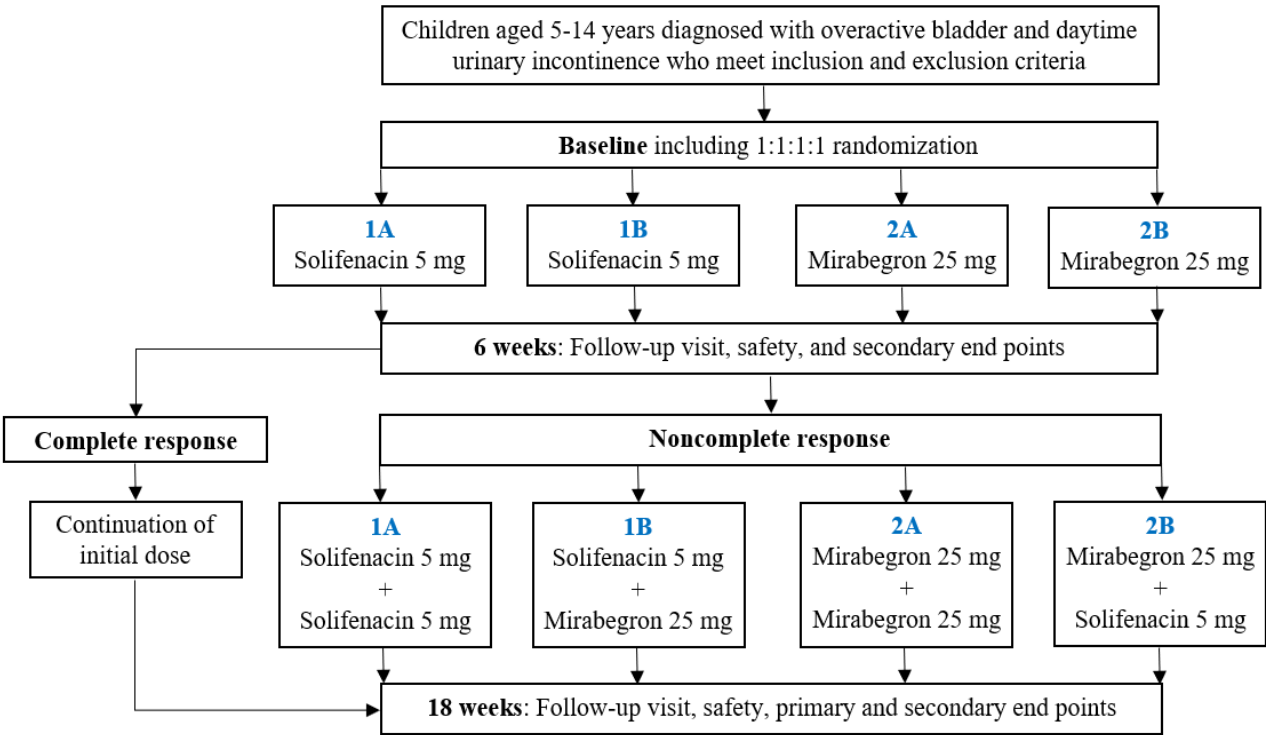 Children aged 5-14 years diagnosed with overactive bladder and daytime
urinary incontinence who meet inclusion and exclusion criteria
Baseline including 1:1:1:1 randomization
1A
Solifenacin 5 mg
1B
Solifenacin 5 mg
2A
Mirabegron 25 mg
2B
Mirabegron 25 mg
6 weeks: Follow-up visit, safety, and secondary end points
Complete response
Noncomplete response
Continuation of
initial dose
1A
Solifenacin 5 mg
+
Solifenacin 5 mg
1B
Solifenacin 5 mg
+
Mirabegron 25 mg
2A
Mirabegron 25 mg
+
Mirabegron 25 mg
2B
Mirabegron 25 mg
+
Solifenacin 5 mg
18 weeks: Follow-up visit, safety, primary and secondary end points